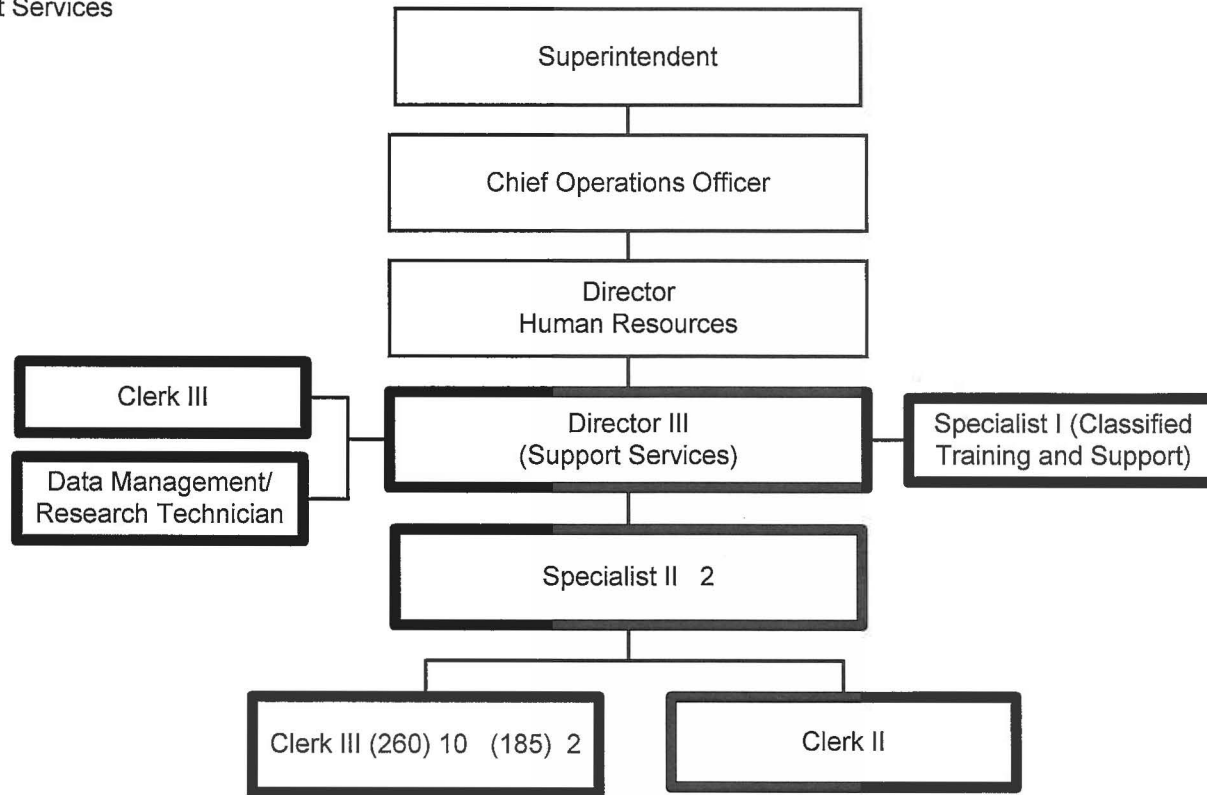 t Services
Superintendent
Chief Operations Officer
Director
Human Resources
Clerk III
Director III
(Support Services)
Specialist I (Classified
Training and Support)
Data Management/
Research Technician
Specialist II 2
Clerk III (260) 10 (185) 2
Clerk II